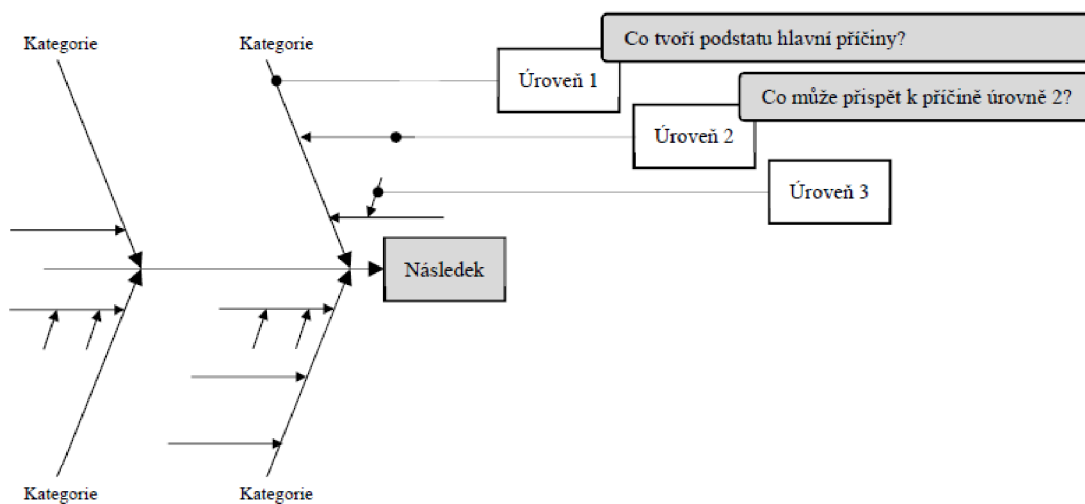 Kategorie
Kategorie
Co tvoří podstatu hlavní příčiny?
Úroveň 1
Co může přispět k příčině úrovně 2?
Úroveň 2
Úroveň 3
Následek
Kategorie
Kategorie